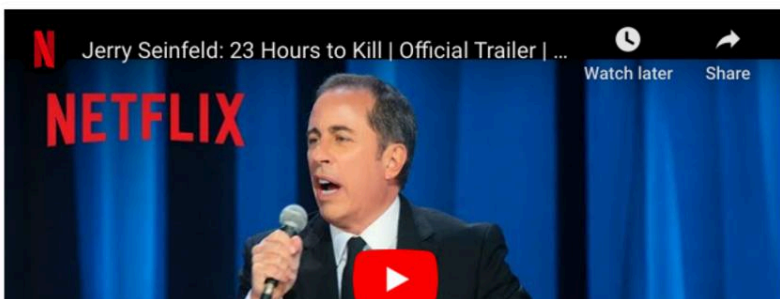 Jerry Seinfeld: 23 Hours to Kill | Official Trailer | ...
Watch later
Share
NETFLIX